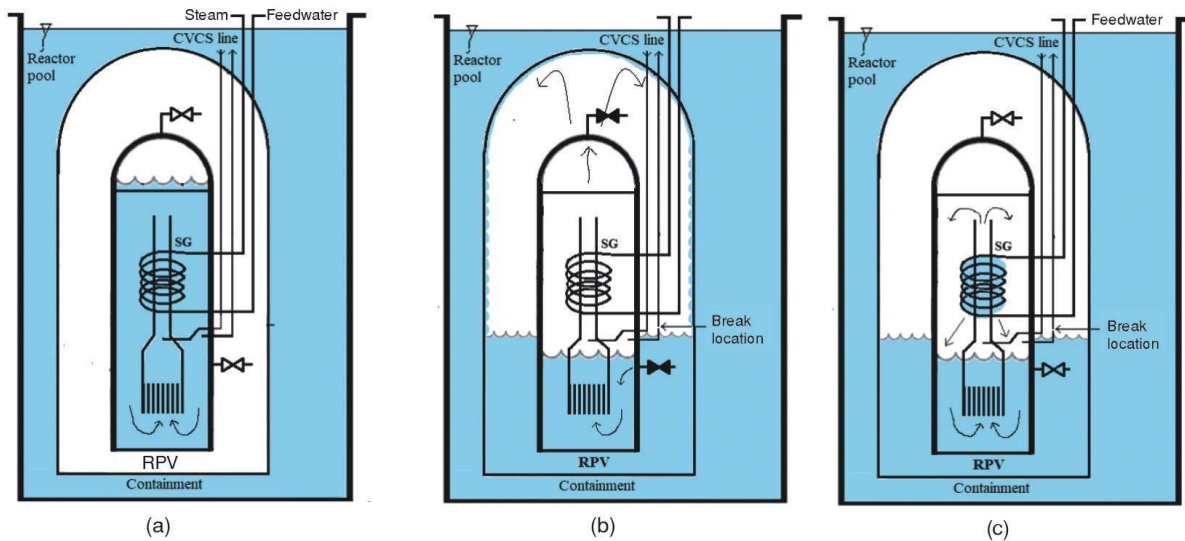 Steam
Feedwater
CVCS line
Reactor
pool
SG
RPV
Containment
(a)
CVCS line
Reactor
pool
SG
Break
location
RPV
Containment
(b)
Feedwater
CVCS line
Reactor
pool
SG
Break
location
RPV
Containment
(c)